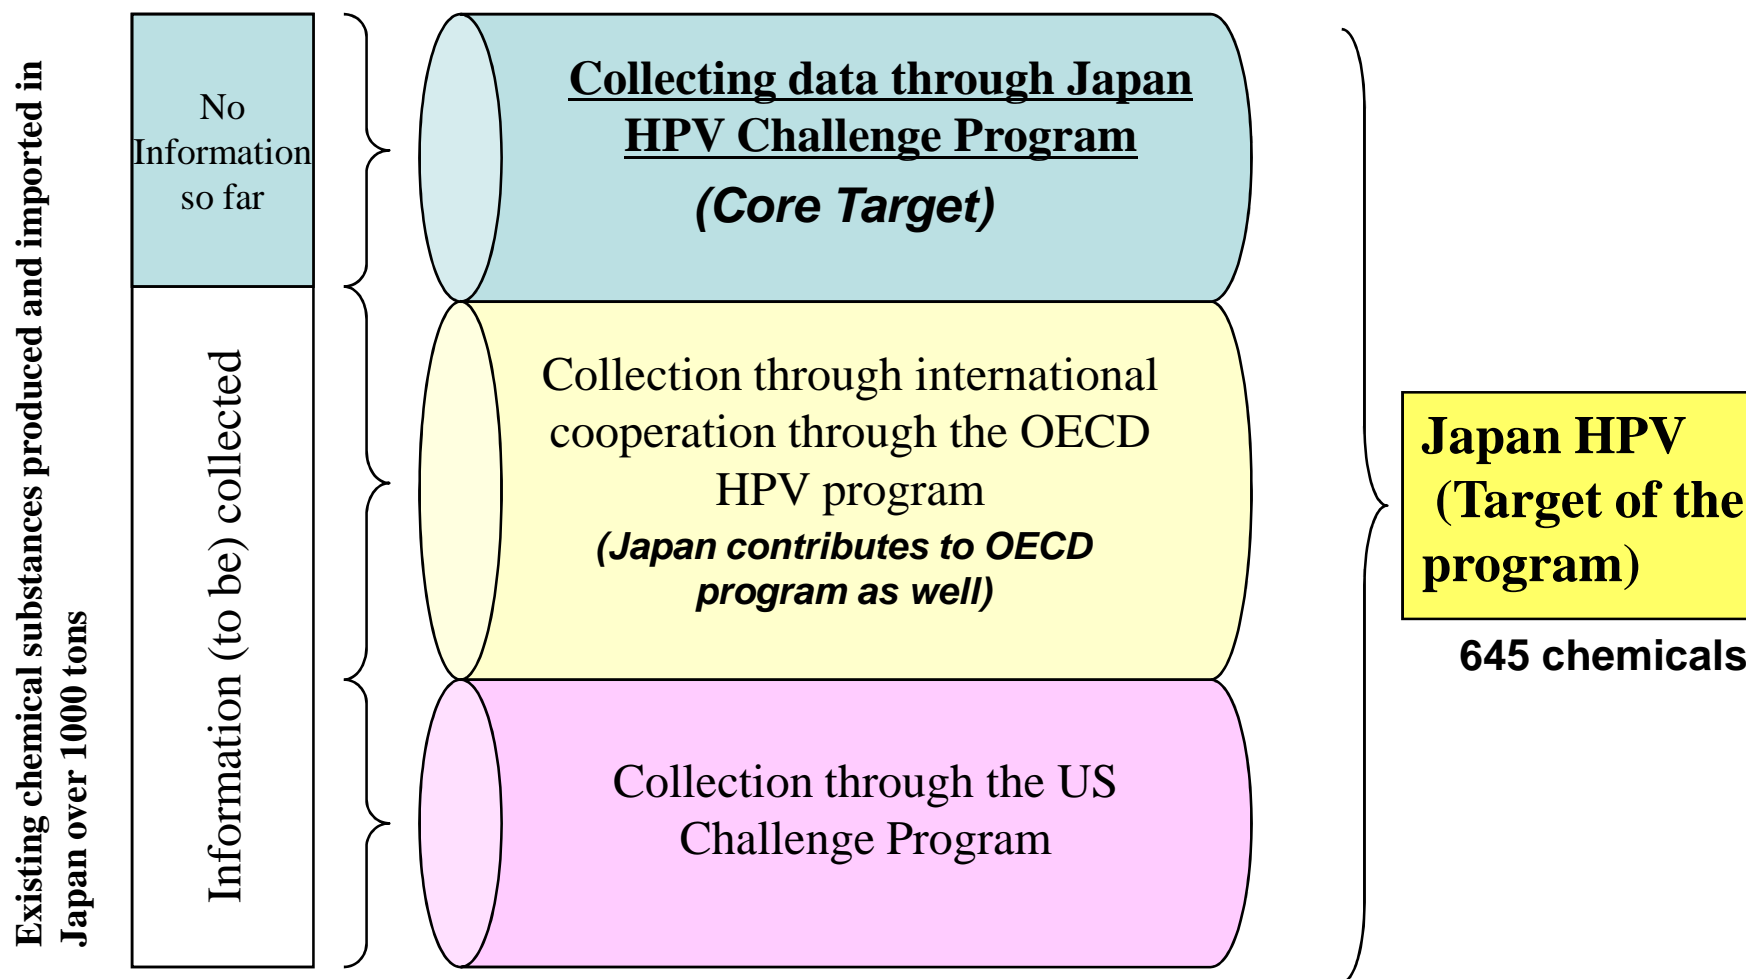 Existing chemical substances produced and imported in
Japan over 1000 tons
No
Information
so far
Information (to be) collected
Collecting data through Japan
HPV Challenge Program
(Core Target)
Collection through international
cooperation through the OECD
HPV program
(Japan contributes to OECD
program as well)
Collection through the US
Challenge Program
Japan HPV
(Target of the
program)
645 chemicals